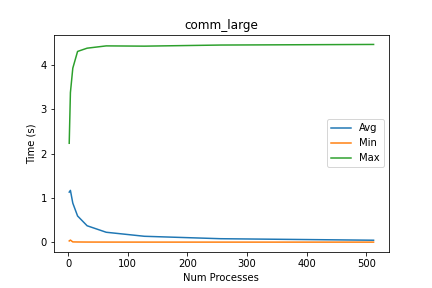 comm_large
Time (s)
4
3
2
1
0
Avg
Min
Max
0 100 200 300 400 500
Num Processes